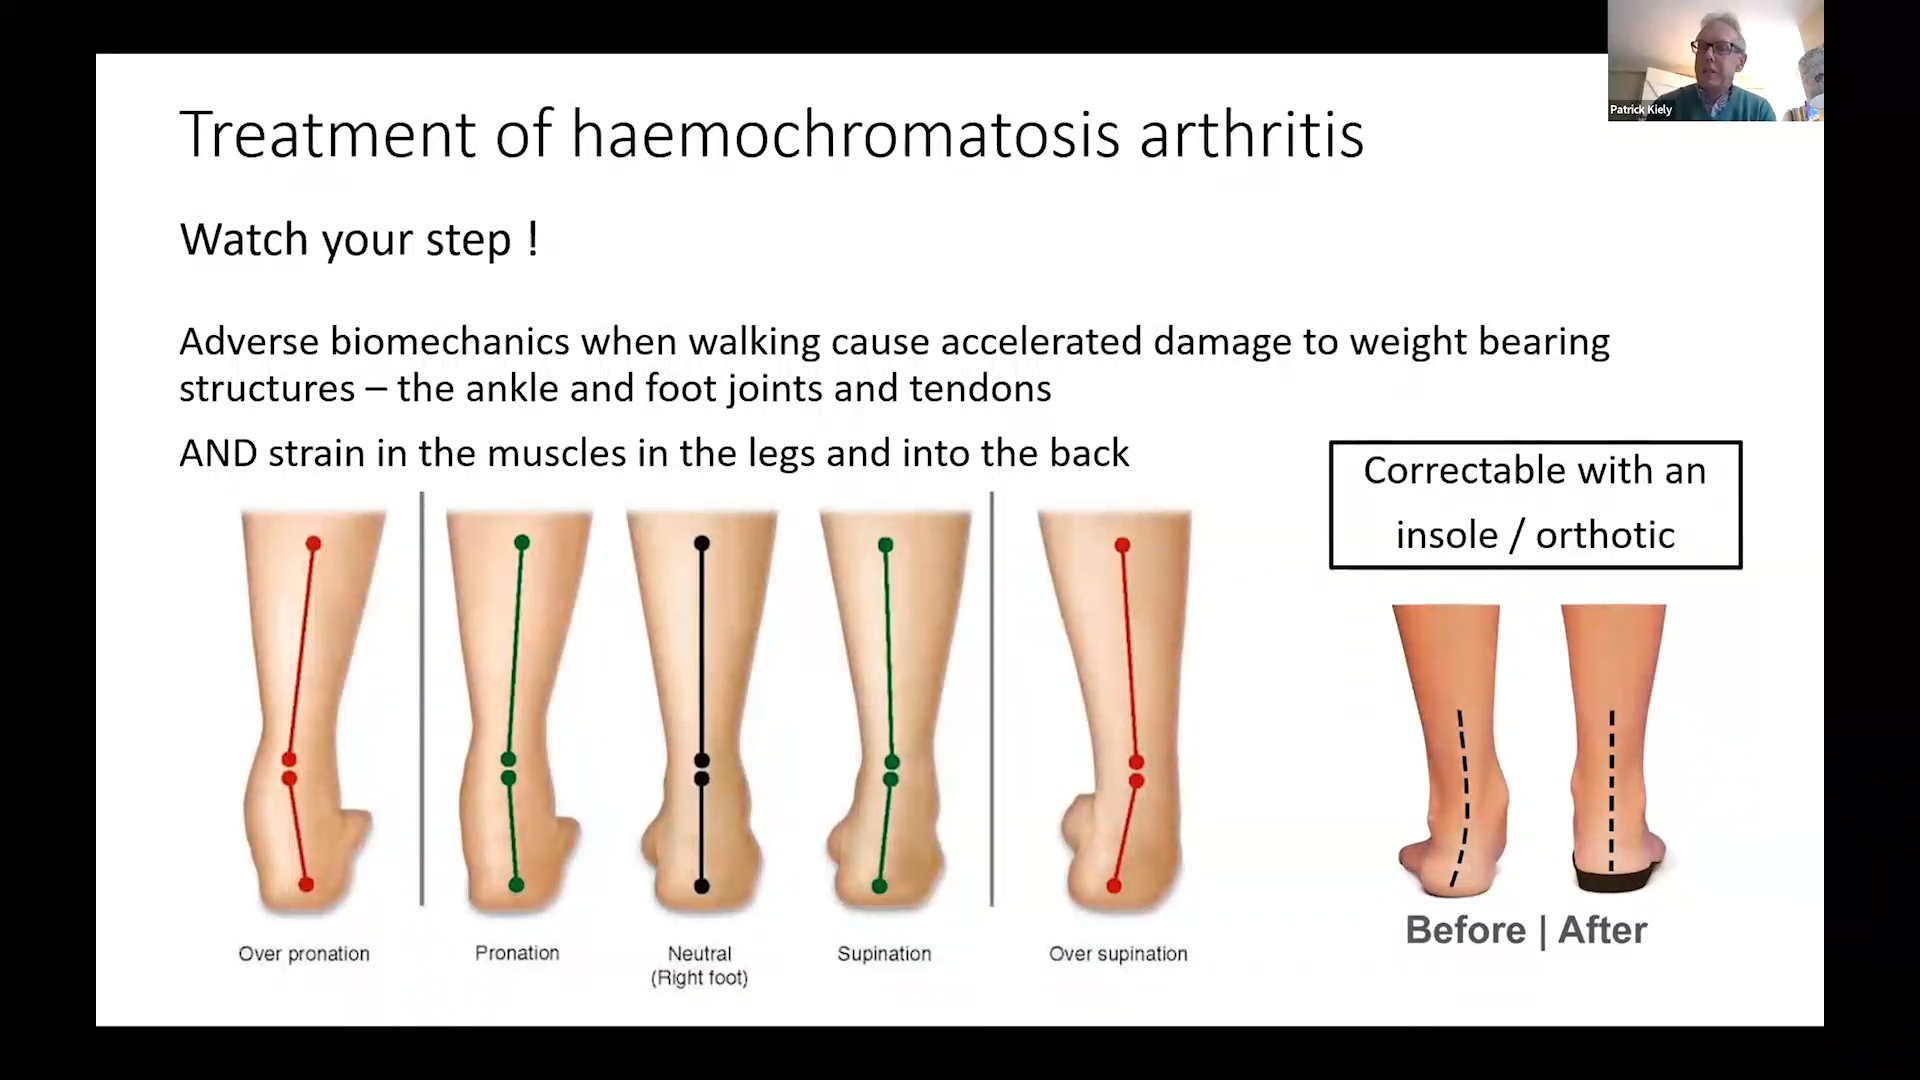 Patrick Kiely
Treatment of haemochromatosis arthritis
Watch your step !
Adverse biomechanics when walking cause accelerated damage to weight bearing
structures – the ankle and foot joints and tendons
AND strain in the muscles in the legs and into the back
Correctable with an
insole / orthotic
Over pronation
Pronation
Neutral
(Right foot)
Supination
Over supination
Before | After